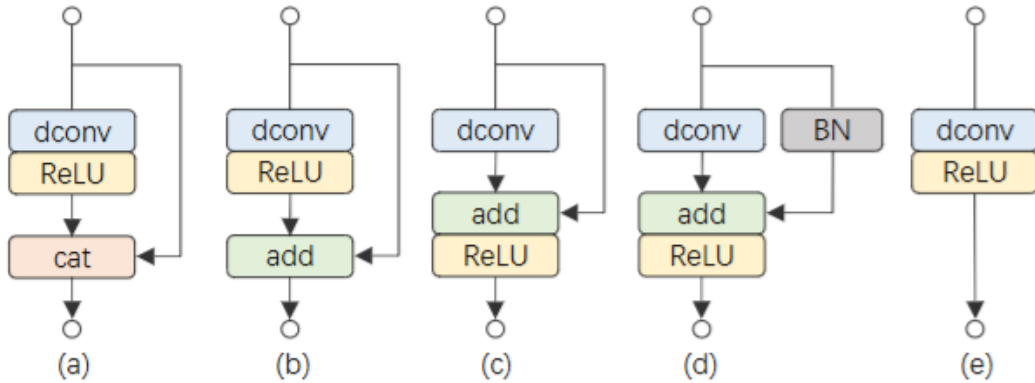 dconv
ReLU
cat
(a)
dconv
ReLU
add
(b)
dconv
add
ReLU
(c)
dconv
BN
add
ReLU
(d)
dconv
ReLU
(e)